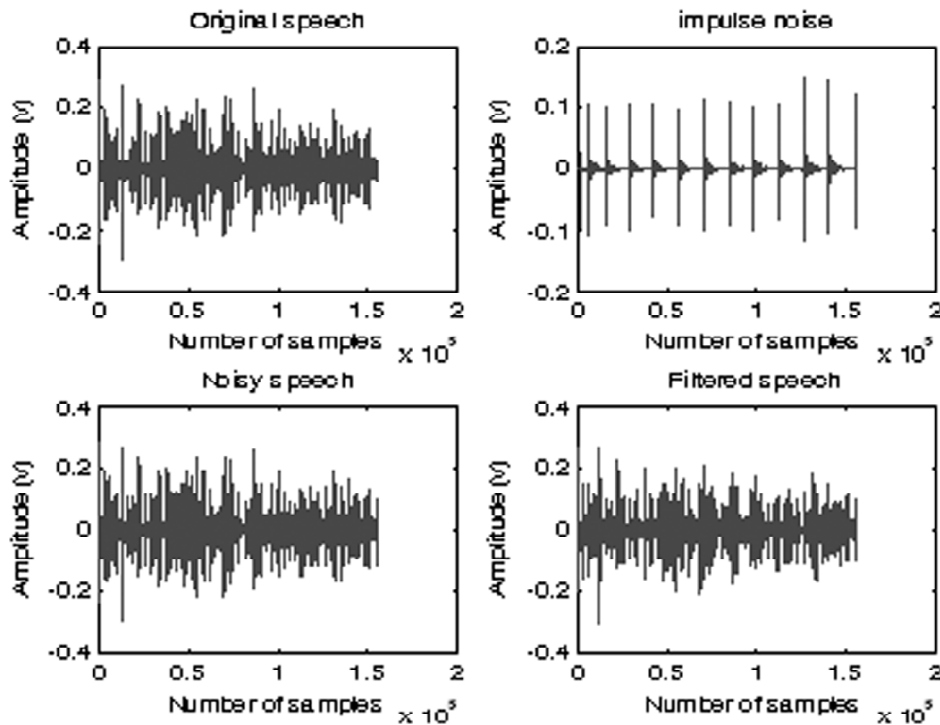 Original speech
0.4
0.2
0
-0.2
-0.4
Amplitude (V)
0 0.5 1 1.5 2
Number of samples x 10^5
impulse noise
0.2
0.1
0
-0.1
-0.2
Amplitude (V)
0 0.5 1 1.5 2
Number of samples x 10^5
Noisy speech
0.4
0.2
0
-0.2
-0.4
Amplitude (V)
0 0.5 1 1.5 2
Number of samples x 10^5
Filtered speech
0.4
0.2
0
-0.2
-0.4
Amplitude (V)
0 0.5 1 1.5 2
Number of samples x 10^5